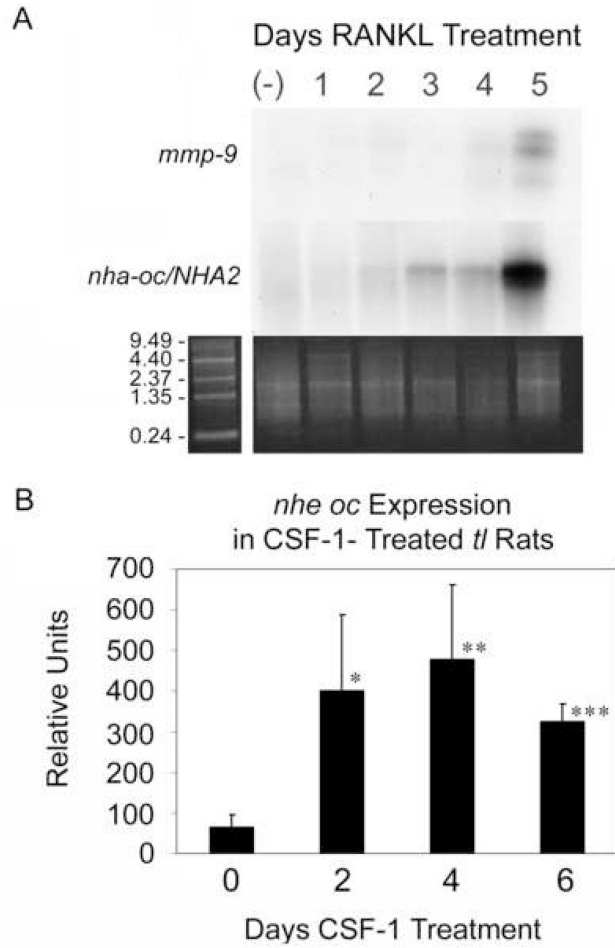 A
Days RANKL Treatment
(-) 1 2 3 4 5
mmp-9
nha-oc/NHA2
9.49 -
4.40 -
2.37 -
1.35 -
0.24 -
B
nhe oc Expression
in CSF-1- Treated tl Rats
Relative Units
700
600
500
400
300
200
100
0
*
**
***
0 2 4 6
Days CSF-1 Treatment